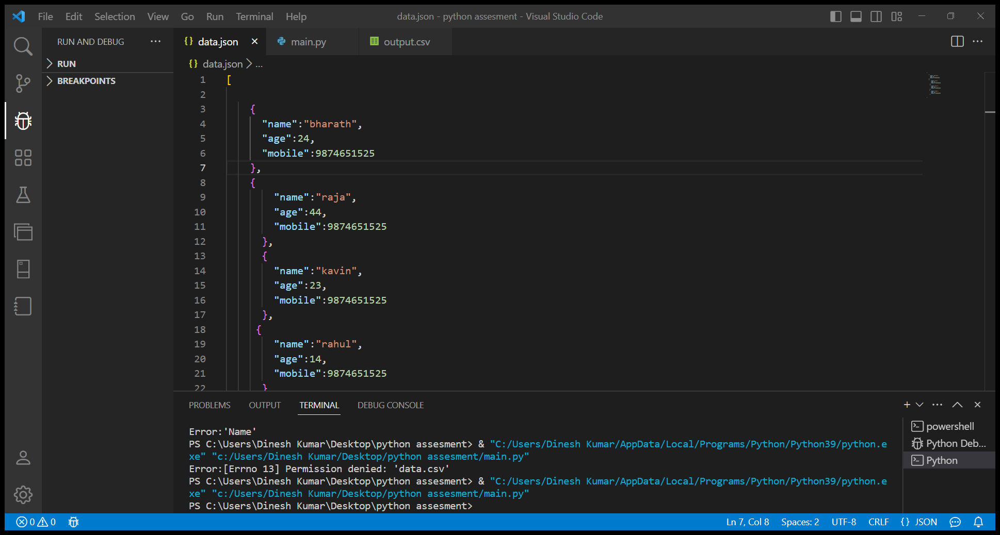 File Edit Selection View Go Run Terminal Help data.json - python assesment - Visual Studio Code
RUN AND DEBUG ···
RUN
BREAKPOINTS
{} data.json × main.py output.csv
{} data.json > ...
1 [
2
3 {
4 "name":"bharath",
5 "age":24,
6 "mobile":9874651525
7 },
8 {
9 "name":"raja",
10 "age":44,
11 "mobile":9874651525
12 },
13 {
14 "name":"kavin",
15 "age":23,
16 "mobile":9874651525
17 },
18 {
19 "name":"rahul",
20 "age":14,
21 "mobile":9874651525
22 }
PROBLEMS OUTPUT TERMINAL DEBUG CONSOLE
Error:'Name'
PS C:\Users\Dinesh Kumar\Desktop\python assesment> & "C:/Users/Dinesh Kumar/AppData/Local/Programs/Python/Python39/python.e
xe" "c:/Users/Dinesh Kumar/Desktop/python assesment/main.py"
Error:[Errno 13] Permission denied: 'data.csv'
PS C:\Users\Dinesh Kumar\Desktop\python assesment> & "C:/Users/Dinesh Kumar/AppData/Local/Programs/Python/Python39/python.e
xe" "c:/Users/Dinesh Kumar/Desktop/python assesment/main.py"
PS C:\Users\Dinesh Kumar\Desktop\python assesment>
powershell
Python Deb...
Python
0 0 Ln 7, Col 8 Spaces: 2 UTF-8 CRLF {} JSON